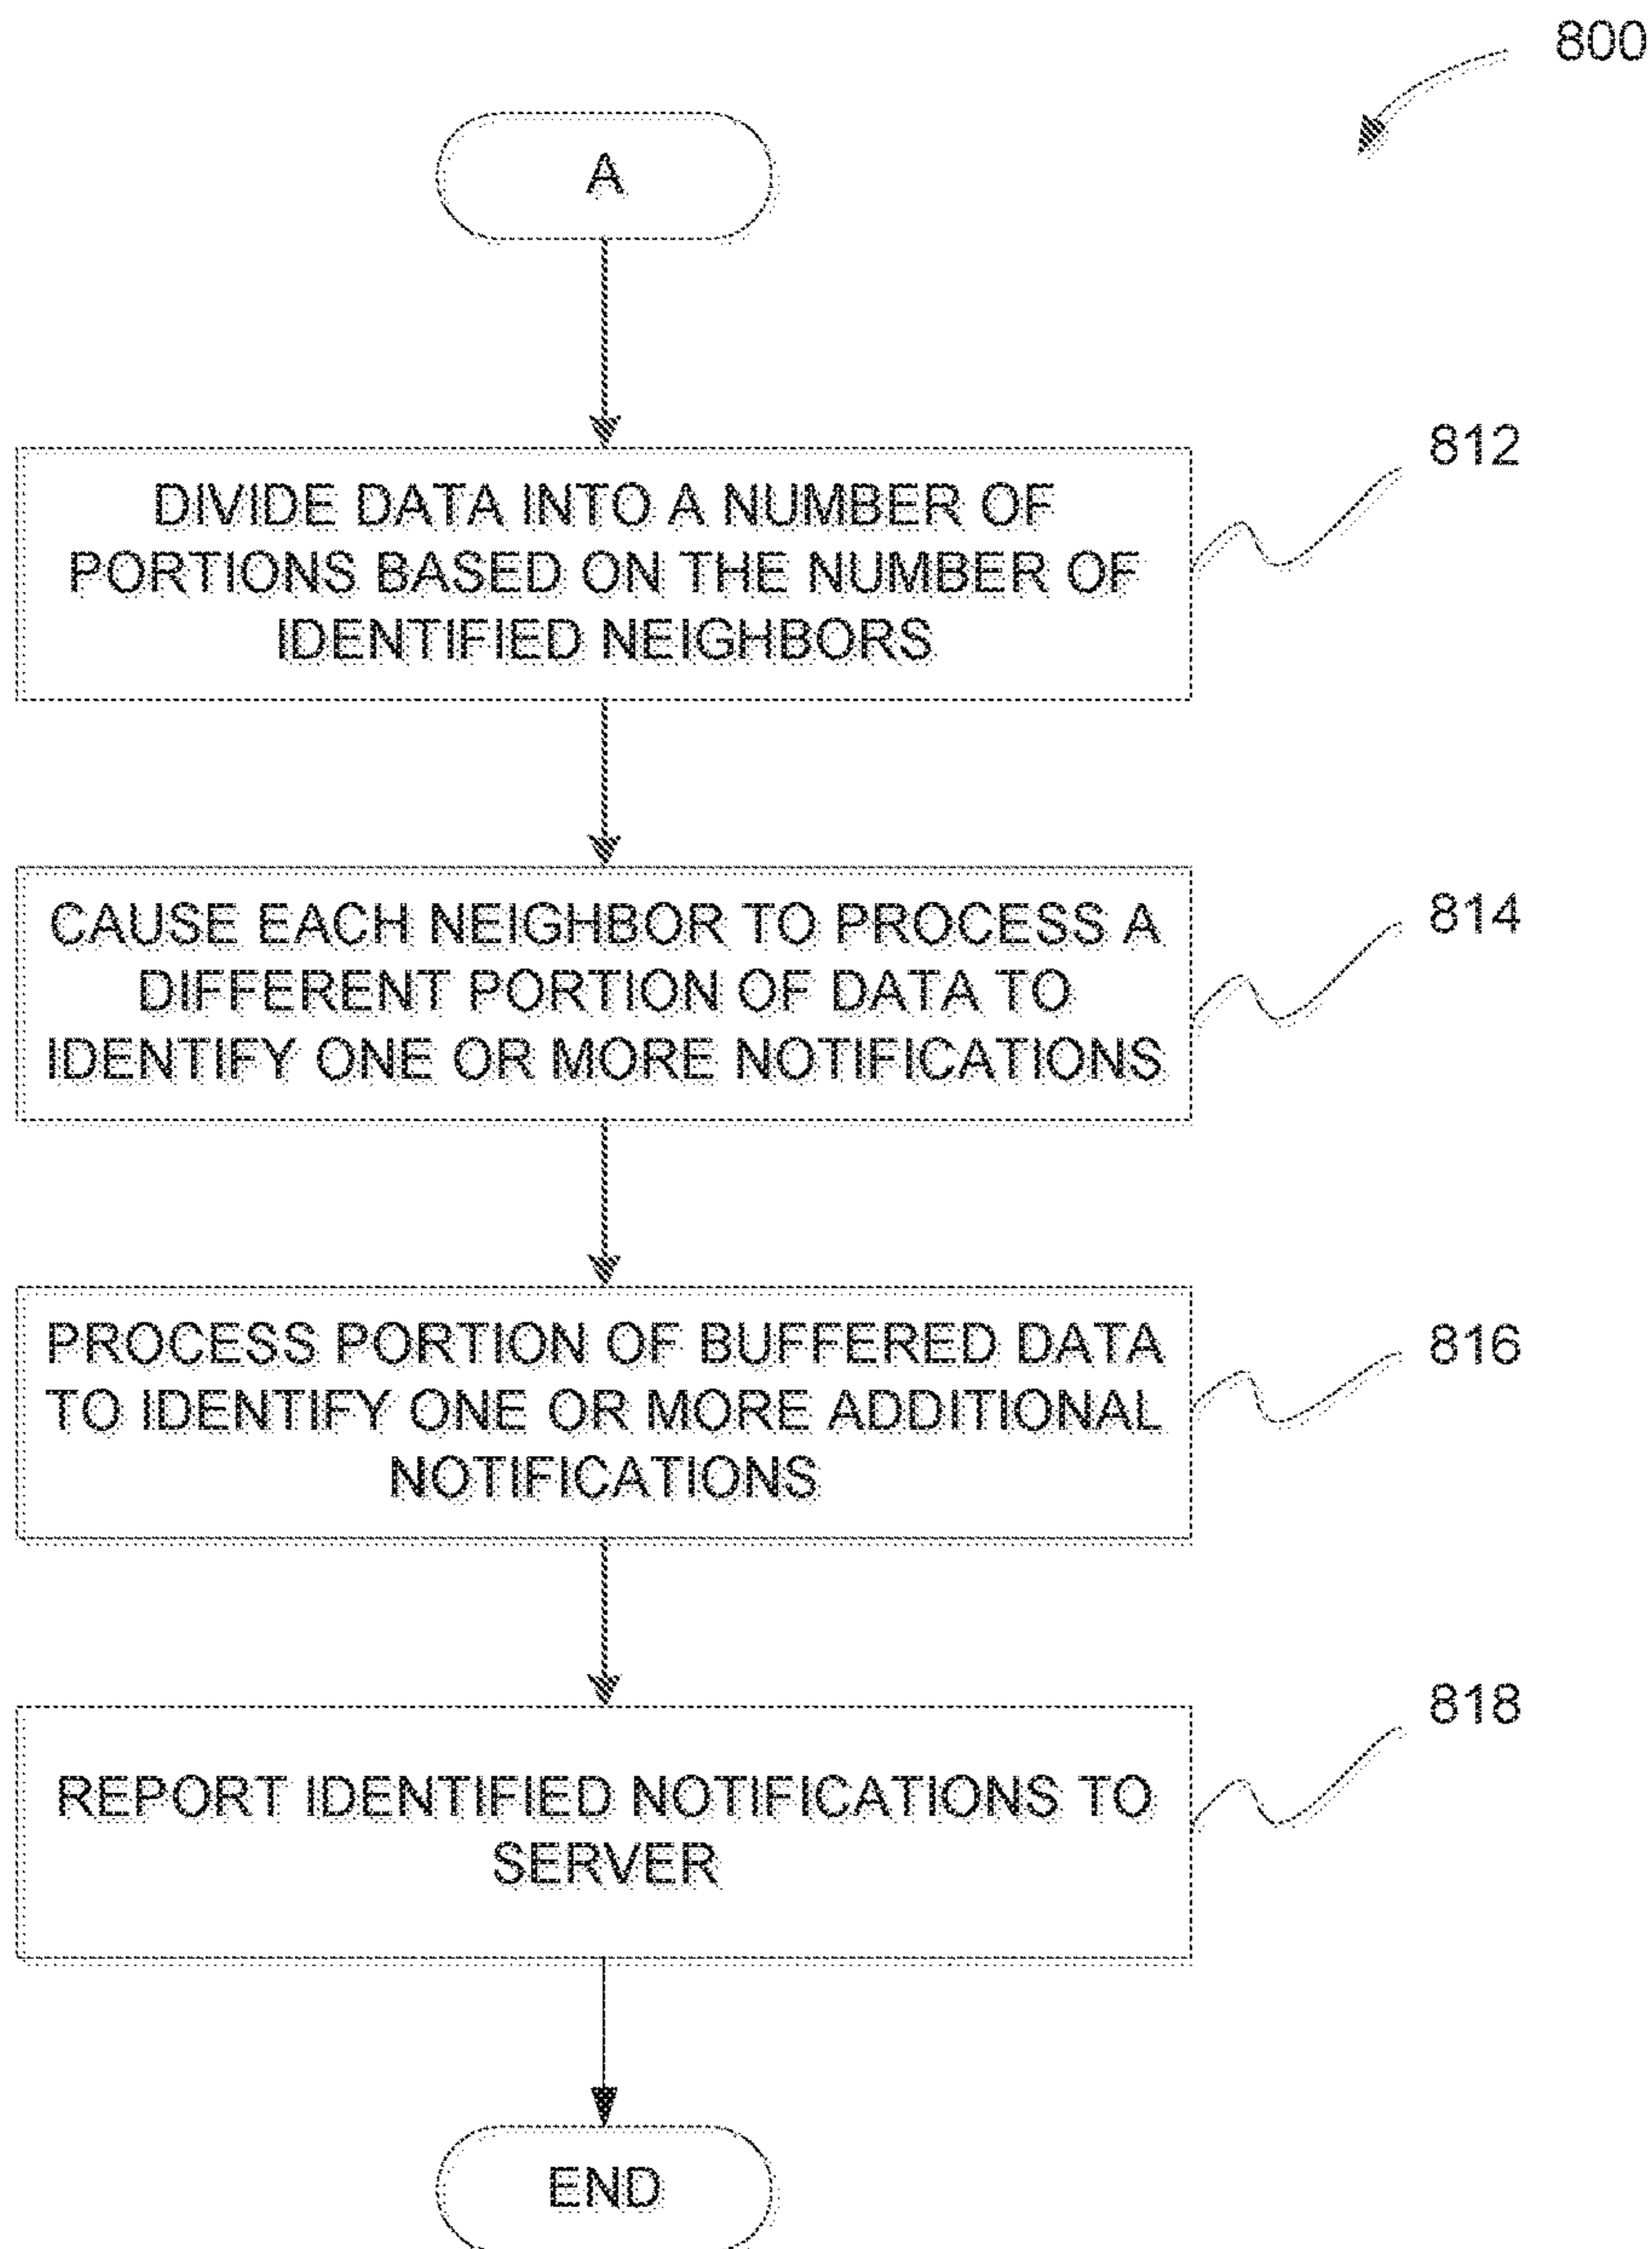 800
A
812
DIVIDE DATA INTO A NUMBER OF
PORTIONS BASED ON THE NUMBER OF
IDENTIFIED NEIGHBORS
814
CAUSE EACH NEIGHBOR TO PROCESS A
DIFFERENT PORTION OF DATA TO
IDENTIFY ONE OR MORE NOTIFICATIONS
816
PROCESS PORTION OF BUFFERED DATA
TO IDENTIFY ONE OR MORE ADDITIONAL
NOTIFICATIONS
818
REPORT IDENTIFIED NOTIFICATIONS TO
SERVER
END